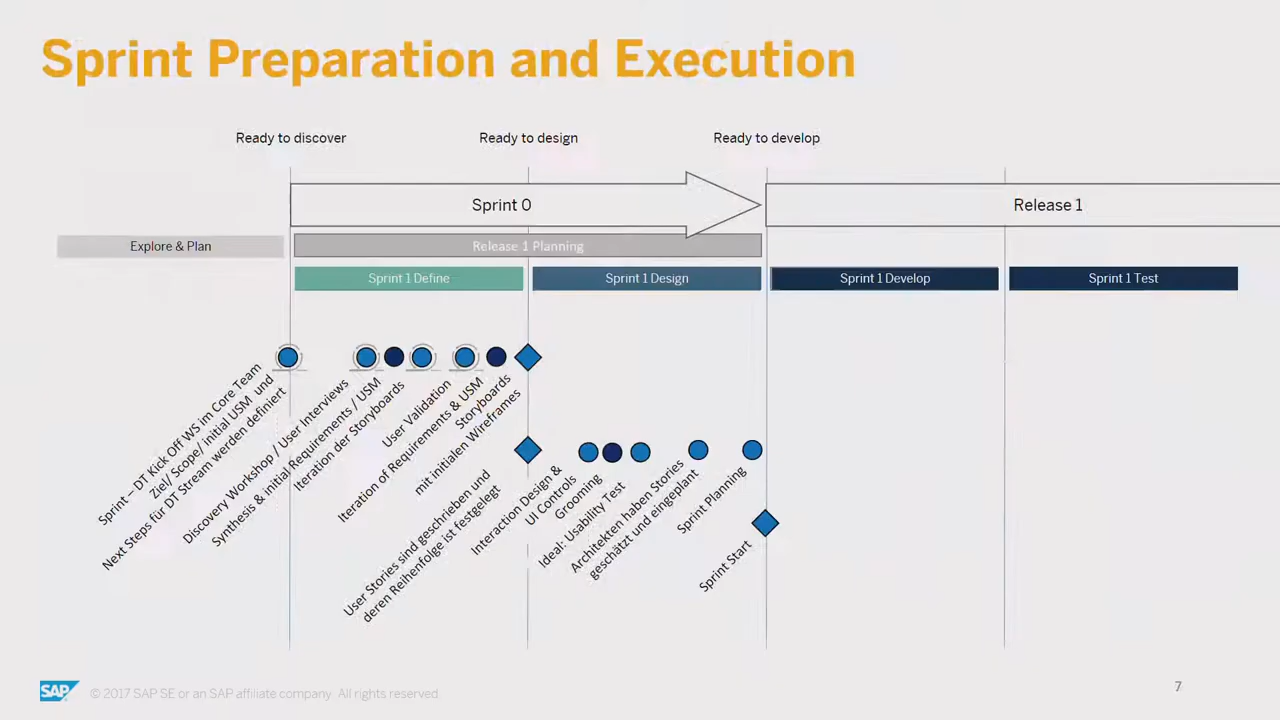 Sprint Preparation and Execution
Ready to discover
Ready to design
Ready to develop
Sprint 0
Release 1
Explore & Plan
Release 1 Planning
Sprint 1 Define
Sprint 1 Design
Sprint 1 Develop
Sprint 1 Test
Sprint – DT Kick Off WS im Core Team
Ziel/ Scope/ initial USM und
Next Steps für DT Stream werden definiert
Discovery Workshop / User Interviews
Synthesis & initial Requirements / USM
Iteration der Storyboards
User Validation
Iteration of Requirements & USM
Storyboards
mit initialen Wireframes
User Stories sind geschrieben und
deren Reihenfolge ist festgelegt
Interaction Design &
UI Controls
Grooming
Ideal: Usability Test
Architekten haben Stories
geschätzt und eingeplant
Sprint Planning
Sprint Start
SAP
© 2017 SAP SE or an SAP affiliate company. All rights reserved.
7